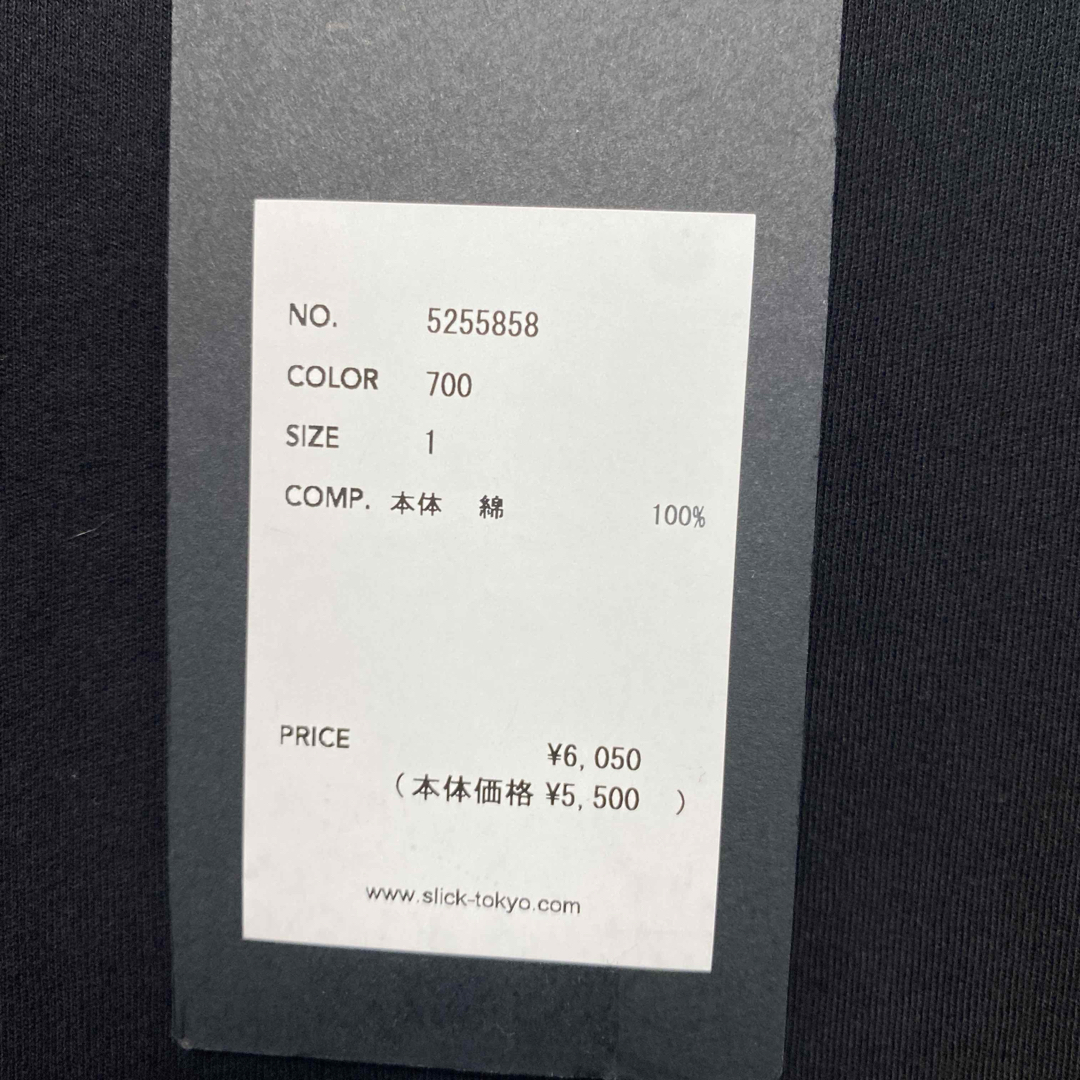 NO. 5255858
COLOR 700
SIZE 1
COMP. 本体 綿 100%
PRICE ¥6,050
(本体価格 ¥5,500 )
www.slick-tokyo.com